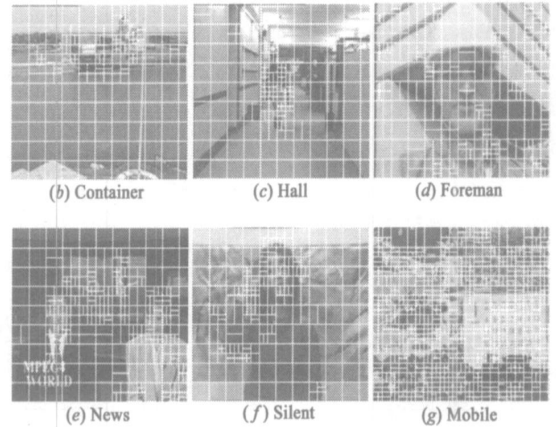 (b) Container
(c) Hall
(d) Foreman
MPEG4
WORLD
(e) News
(f) Silent
(g) Mobile